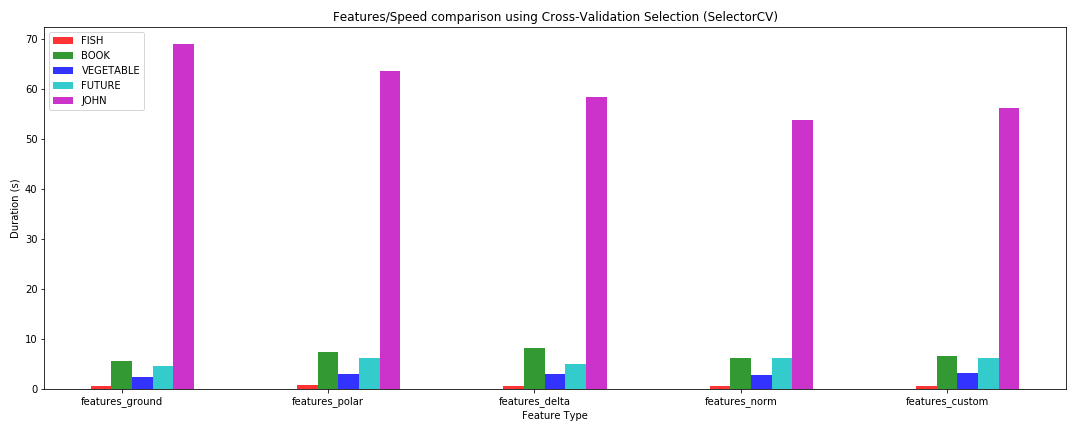 Features/Speed comparison using Cross-Validation Selection (SelectorCV)
FISH
BOOK
VEGETABLE
FUTURE
JOHN
70
60
50
40
30
20
10
0
Duration (s)
features_ground
features_polar
features_delta
features_norm
features_custom
Feature Type